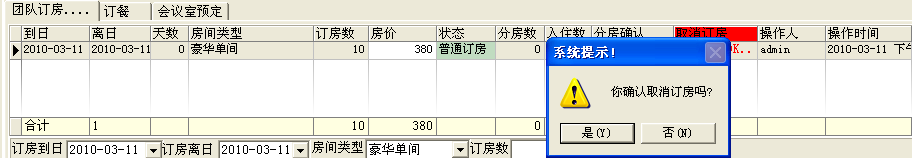 团队订房.... 订餐 会议室预定
到日 离日 天数 房间类型 订房数 房价 状态 分房数 入住数 分房确认 取消订房 操作人 操作时间
2010-03-11 2010-03-11 0 豪华单间 10 380 普通订房 0 OK.. admin 2010-03-11 下午
系统提示!
你确认取消订房吗?
是(Y) 否(N)
合计 1 10 380 0
订房到日 2010-03-11 订房离日 2010-03-11 房间类型 豪华单间 订房数